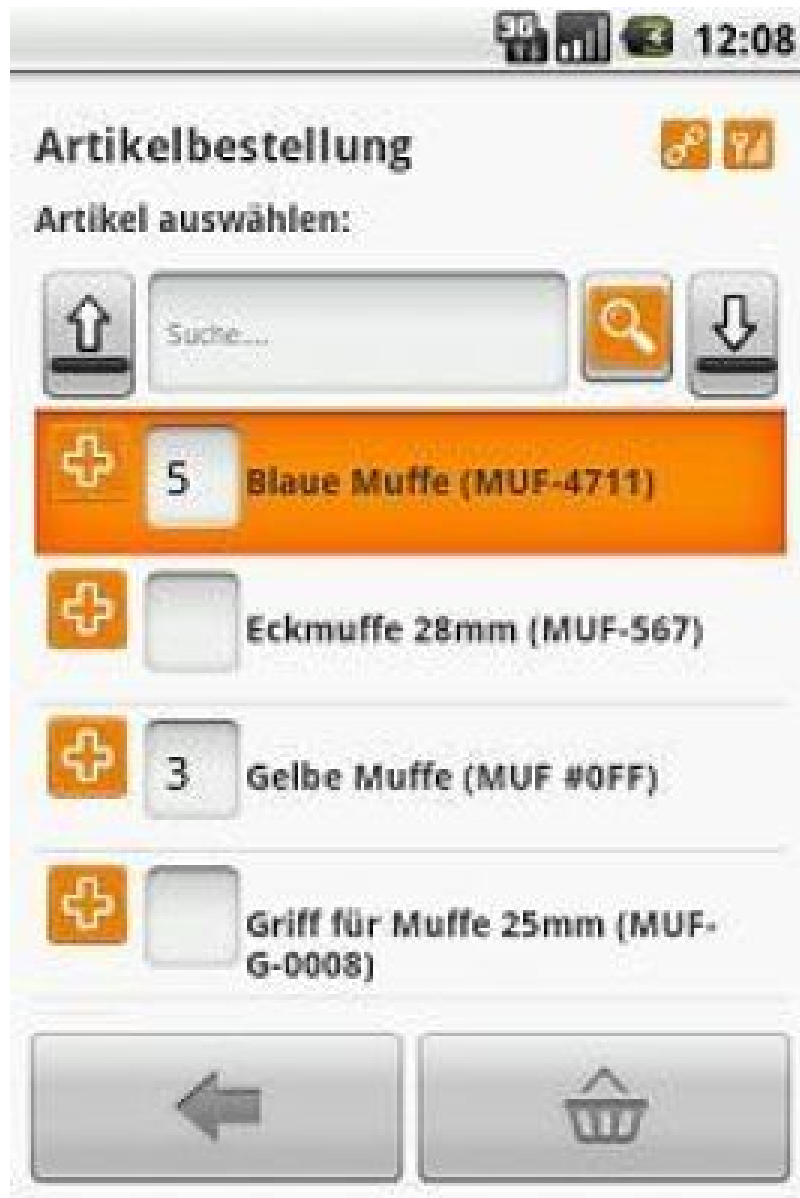 12:08
Artikelbestellung
Artikel auswählen:
Suche...
5 Blaue Muffe (MUF-4711)
Eckmuffe 28mm (MUF-567)
3 Gelbe Muffe (MUF #0FF)
Griff für Muffe 25mm (MUF-
G-0008)